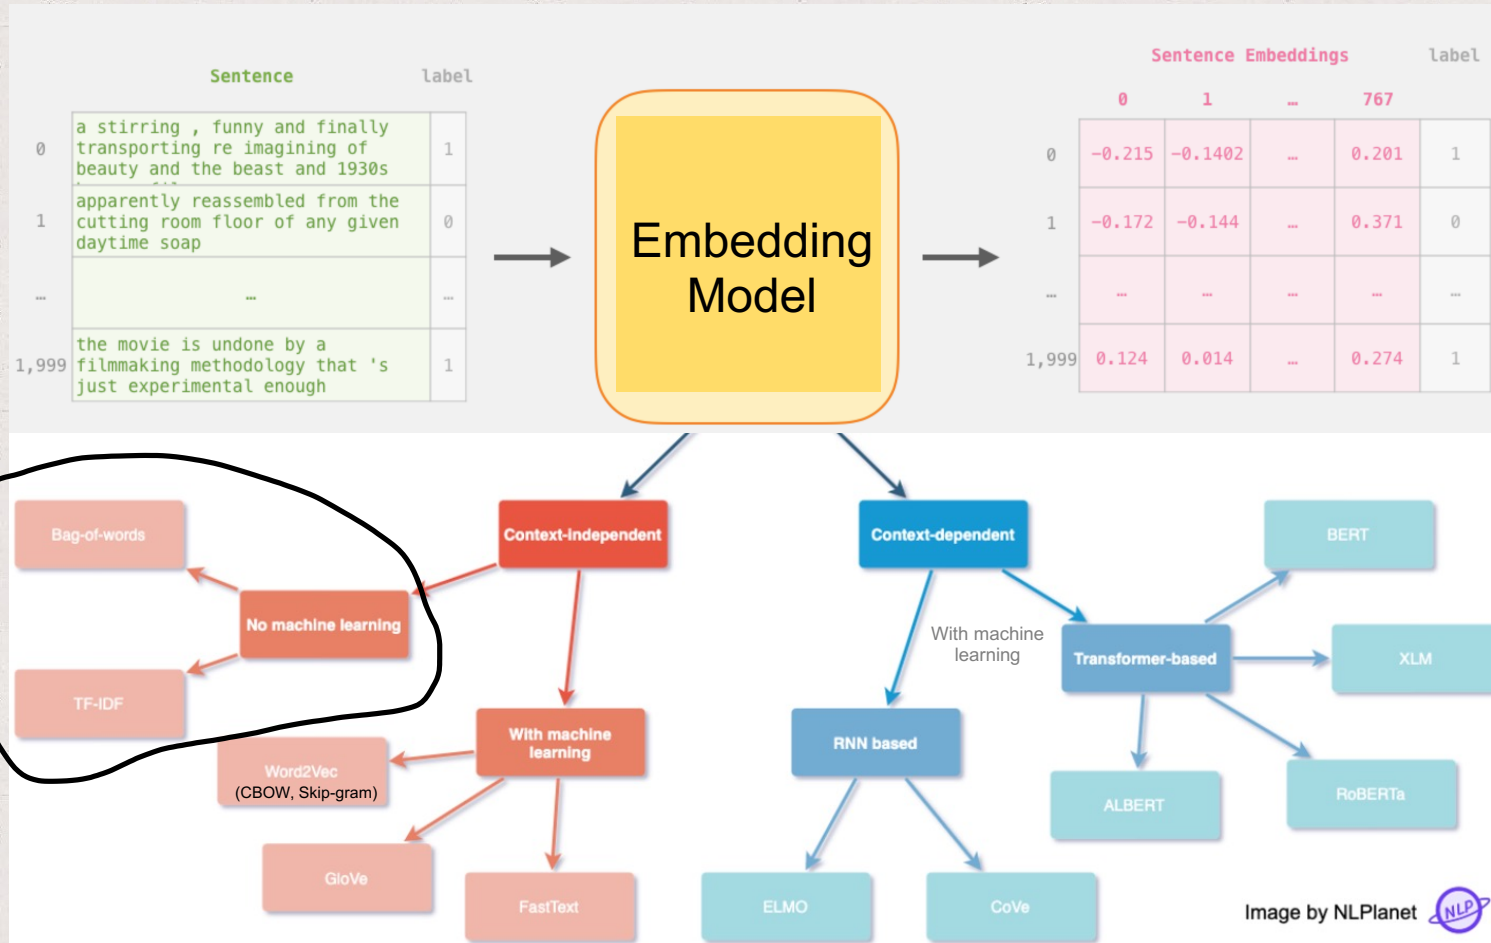 Sentence label
0 a stirring , funny and finally
transporting re imagining of
beauty and the beast and 1930s
1
1 apparently reassembled from the
cutting room floor of any given
daytime soap
0
… … …
1,999 the movie is undone by a
filmmaking methodology that 's
just experimental enough
1
Embedding
Model
Sentence Embeddings label
0 1 … 767
0 -0.215 -0.1402 … 0.201 1
1 -0.172 -0.144 … 0.371 0
… … … … … …
1,999 0.124 0.014 … 0.274 1
Context-independent
Context-dependent
Bag-of-words
No machine learning
TF-IDF
With machine
learning
Word2Vec
(CBOW, Skip-gram)
GloVe
FastText
With machine
learning
RNN based
ELMO
CoVe
Transformer-based
BERT
XLM
RoBERTa
ALBERT
Image by NLPlanet
NLP